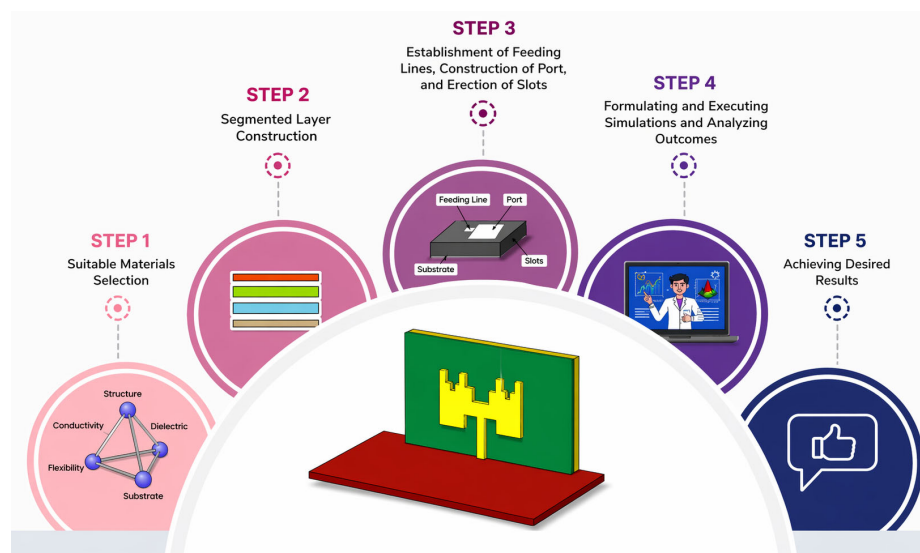 STEP 1
Suitable Materials
Selection
Structure
Conductivity
Dielectric
Flexibility
Substrate
STEP 2
Segmented Layer
Construction
STEP 3
Establishment of Feeding
Lines, Construction of Port,
and Erection of Slots
Feeding Line
Port
Substrate
Slots
STEP 4
Formulating and Executing
Simulations and Analyzing
Outcomes
STEP 5
Achieving Desired
Results